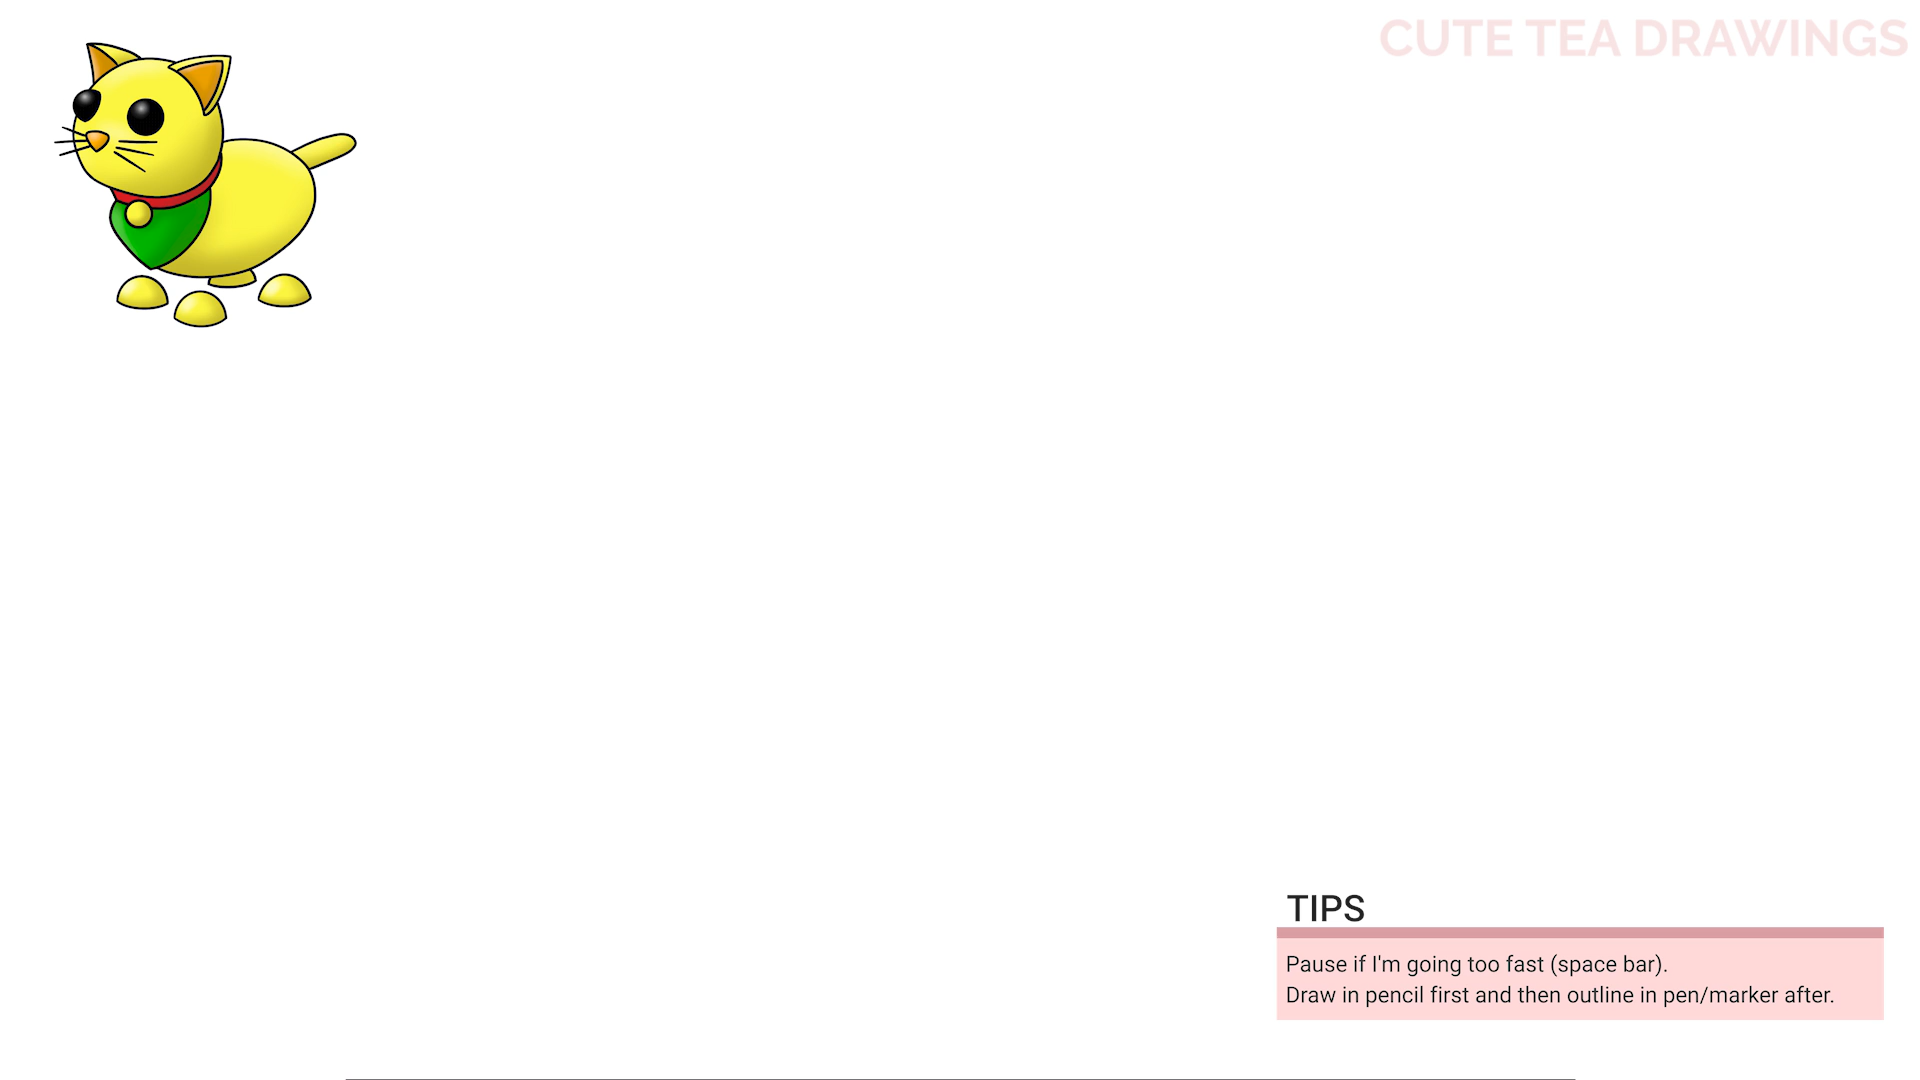 CUTE TEA DRAWINGS
TIPS
Pause if I'm going too fast (space bar).
Draw in pencil first and then outline in pen/marker after.